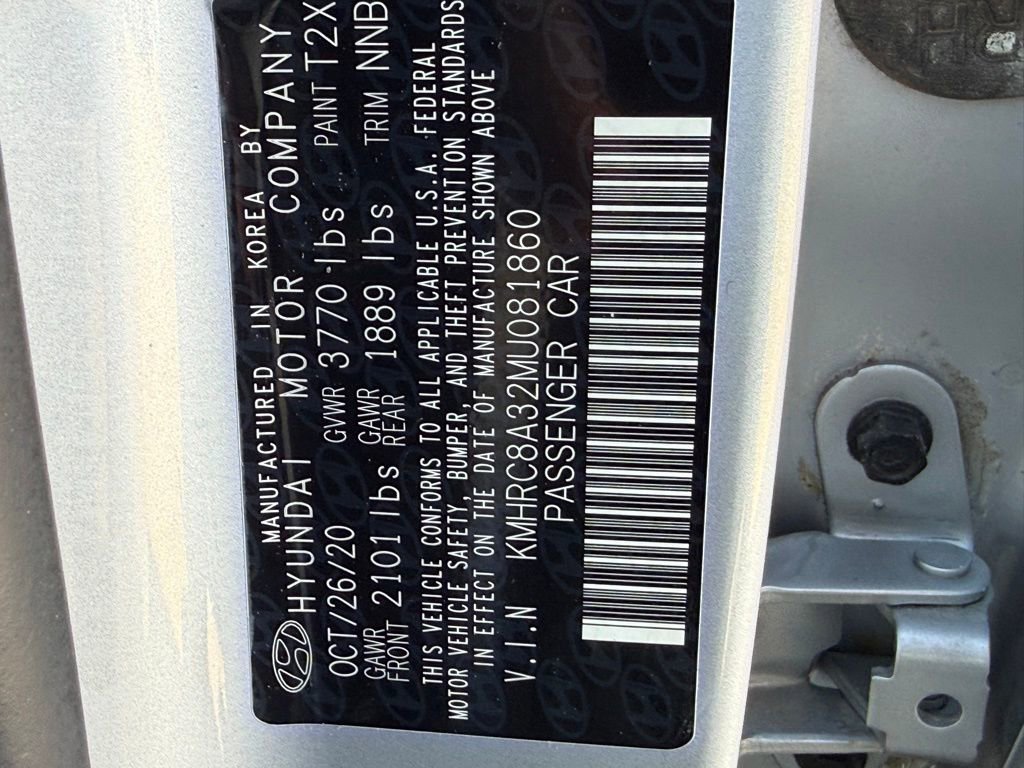 MANUFACTURED IN KOREA BY
HYUNDAI MOTOR COMPANY
OCT/26/20 GVWR 3770 lbs PAINT T2X
GAWR FRONT 2101 lbs GAWR REAR 1889 lbs TRIM NNB
THIS VEHICLE CONFORMS TO ALL APPLICABLE U.S.A. FEDERAL
MOTOR VEHICLE SAFETY, BUMPER, AND THEFT PREVENTION STANDARDS
IN EFFECT ON THE DATE OF MANUFACTURE SHOWN ABOVE
V.I.N KMHRC8A32MU081860
PASSENGER CAR